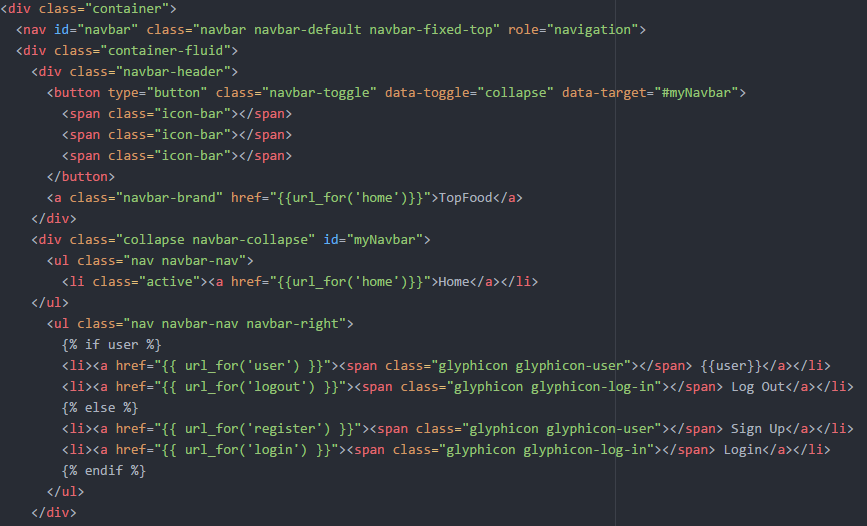 <div class="container">
  <nav id="navbar" class="navbar navbar-default navbar-fixed-top" role="navigation">
  <div class="container-fluid">
    <div class="navbar-header">
      <button type="button" class="navbar-toggle" data-toggle="collapse" data-target="#myNavbar">
        <span class="icon-bar"></span>
        <span class="icon-bar"></span>
        <span class="icon-bar"></span>
      </button>
      <a class="navbar-brand" href="{{url_for('home')}}">TopFood</a>
    </div>
    <div class="collapse navbar-collapse" id="myNavbar">
      <ul class="nav navbar-nav">
        <li class="active"><a href="{{url_for('home')}}">Home</a></li>
    </ul>
      <ul class="nav navbar-nav navbar-right">
        {% if user %}
        <li><a href="{{ url_for('user') }}"><span class="glyphicon glyphicon-user"></span> {{user}}</a></li>
        <li><a href="{{ url_for('logout') }}"><span class="glyphicon glyphicon-log-in"></span> Log Out</a></li>
        {% else %}
        <li><a href="{{ url_for('register') }}"><span class="glyphicon glyphicon-user"></span> Sign Up</a></li>
        <li><a href="{{ url_for('login') }}"><span class="glyphicon glyphicon-log-in"></span> Login</a></li>
        {% endif %}
      </ul>
    </div>